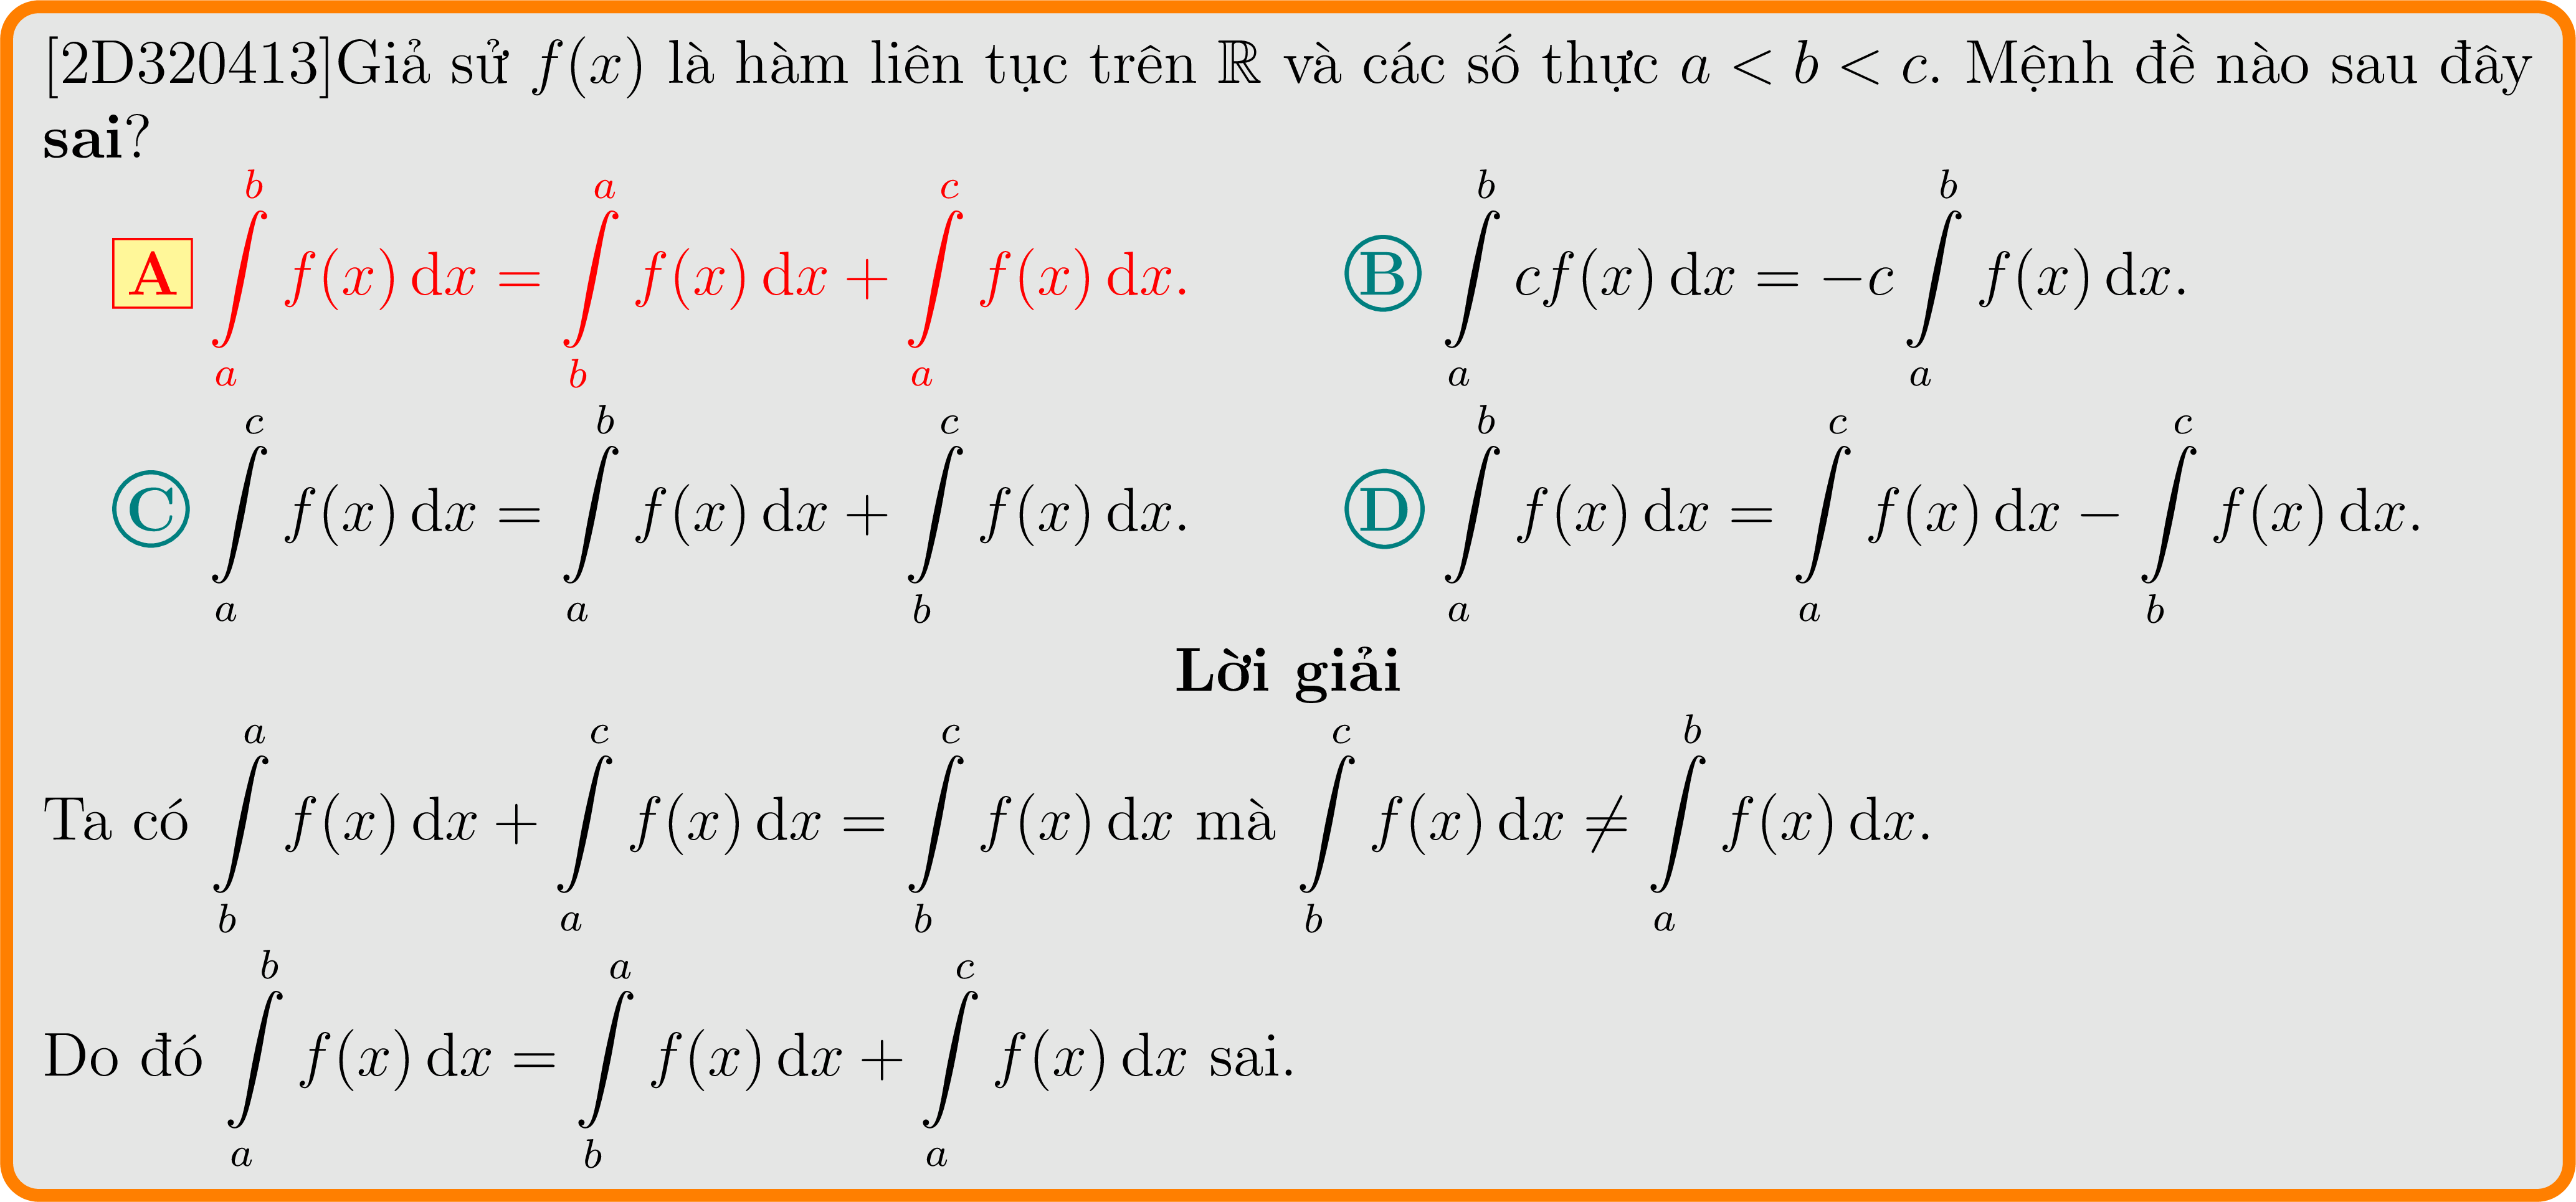 [2D320413]Giả sử $f(x)$ là hàm liên tục trên $\mathbb{R}$ và các số thực $a < b < c$. Mệnh đề nào sau đây
sai?
A $\int\limits_a^b f(x)\,\mathrm{d}x = \int\limits_b^a f(x)\,\mathrm{d}x + \int\limits_a^c f(x)\,\mathrm{d}x.$ B $\int\limits_a^b cf(x)\,\mathrm{d}x = -c\int\limits_a^b f(x)\,\mathrm{d}x.$
C $\int\limits_a^c f(x)\,\mathrm{d}x = \int\limits_a^b f(x)\,\mathrm{d}x + \int\limits_b^c f(x)\,\mathrm{d}x.$ D $\int\limits_a^b f(x)\,\mathrm{d}x = \int\limits_a^c f(x)\,\mathrm{d}x - \int\limits_b^c f(x)\,\mathrm{d}x.$
Lời giải
Ta có $\int\limits_b^a f(x)\,\mathrm{d}x + \int\limits_a^c f(x)\,\mathrm{d}x = \int\limits_b^c f(x)\,\mathrm{d}x$ mà $\int\limits_b^c f(x)\,\mathrm{d}x \neq \int\limits_a^b f(x)\,\mathrm{d}x.$
Do đó $\int\limits_a^b f(x)\,\mathrm{d}x = \int\limits_b^a f(x)\,\mathrm{d}x + \int\limits_a^c f(x)\,\mathrm{d}x$ sai.